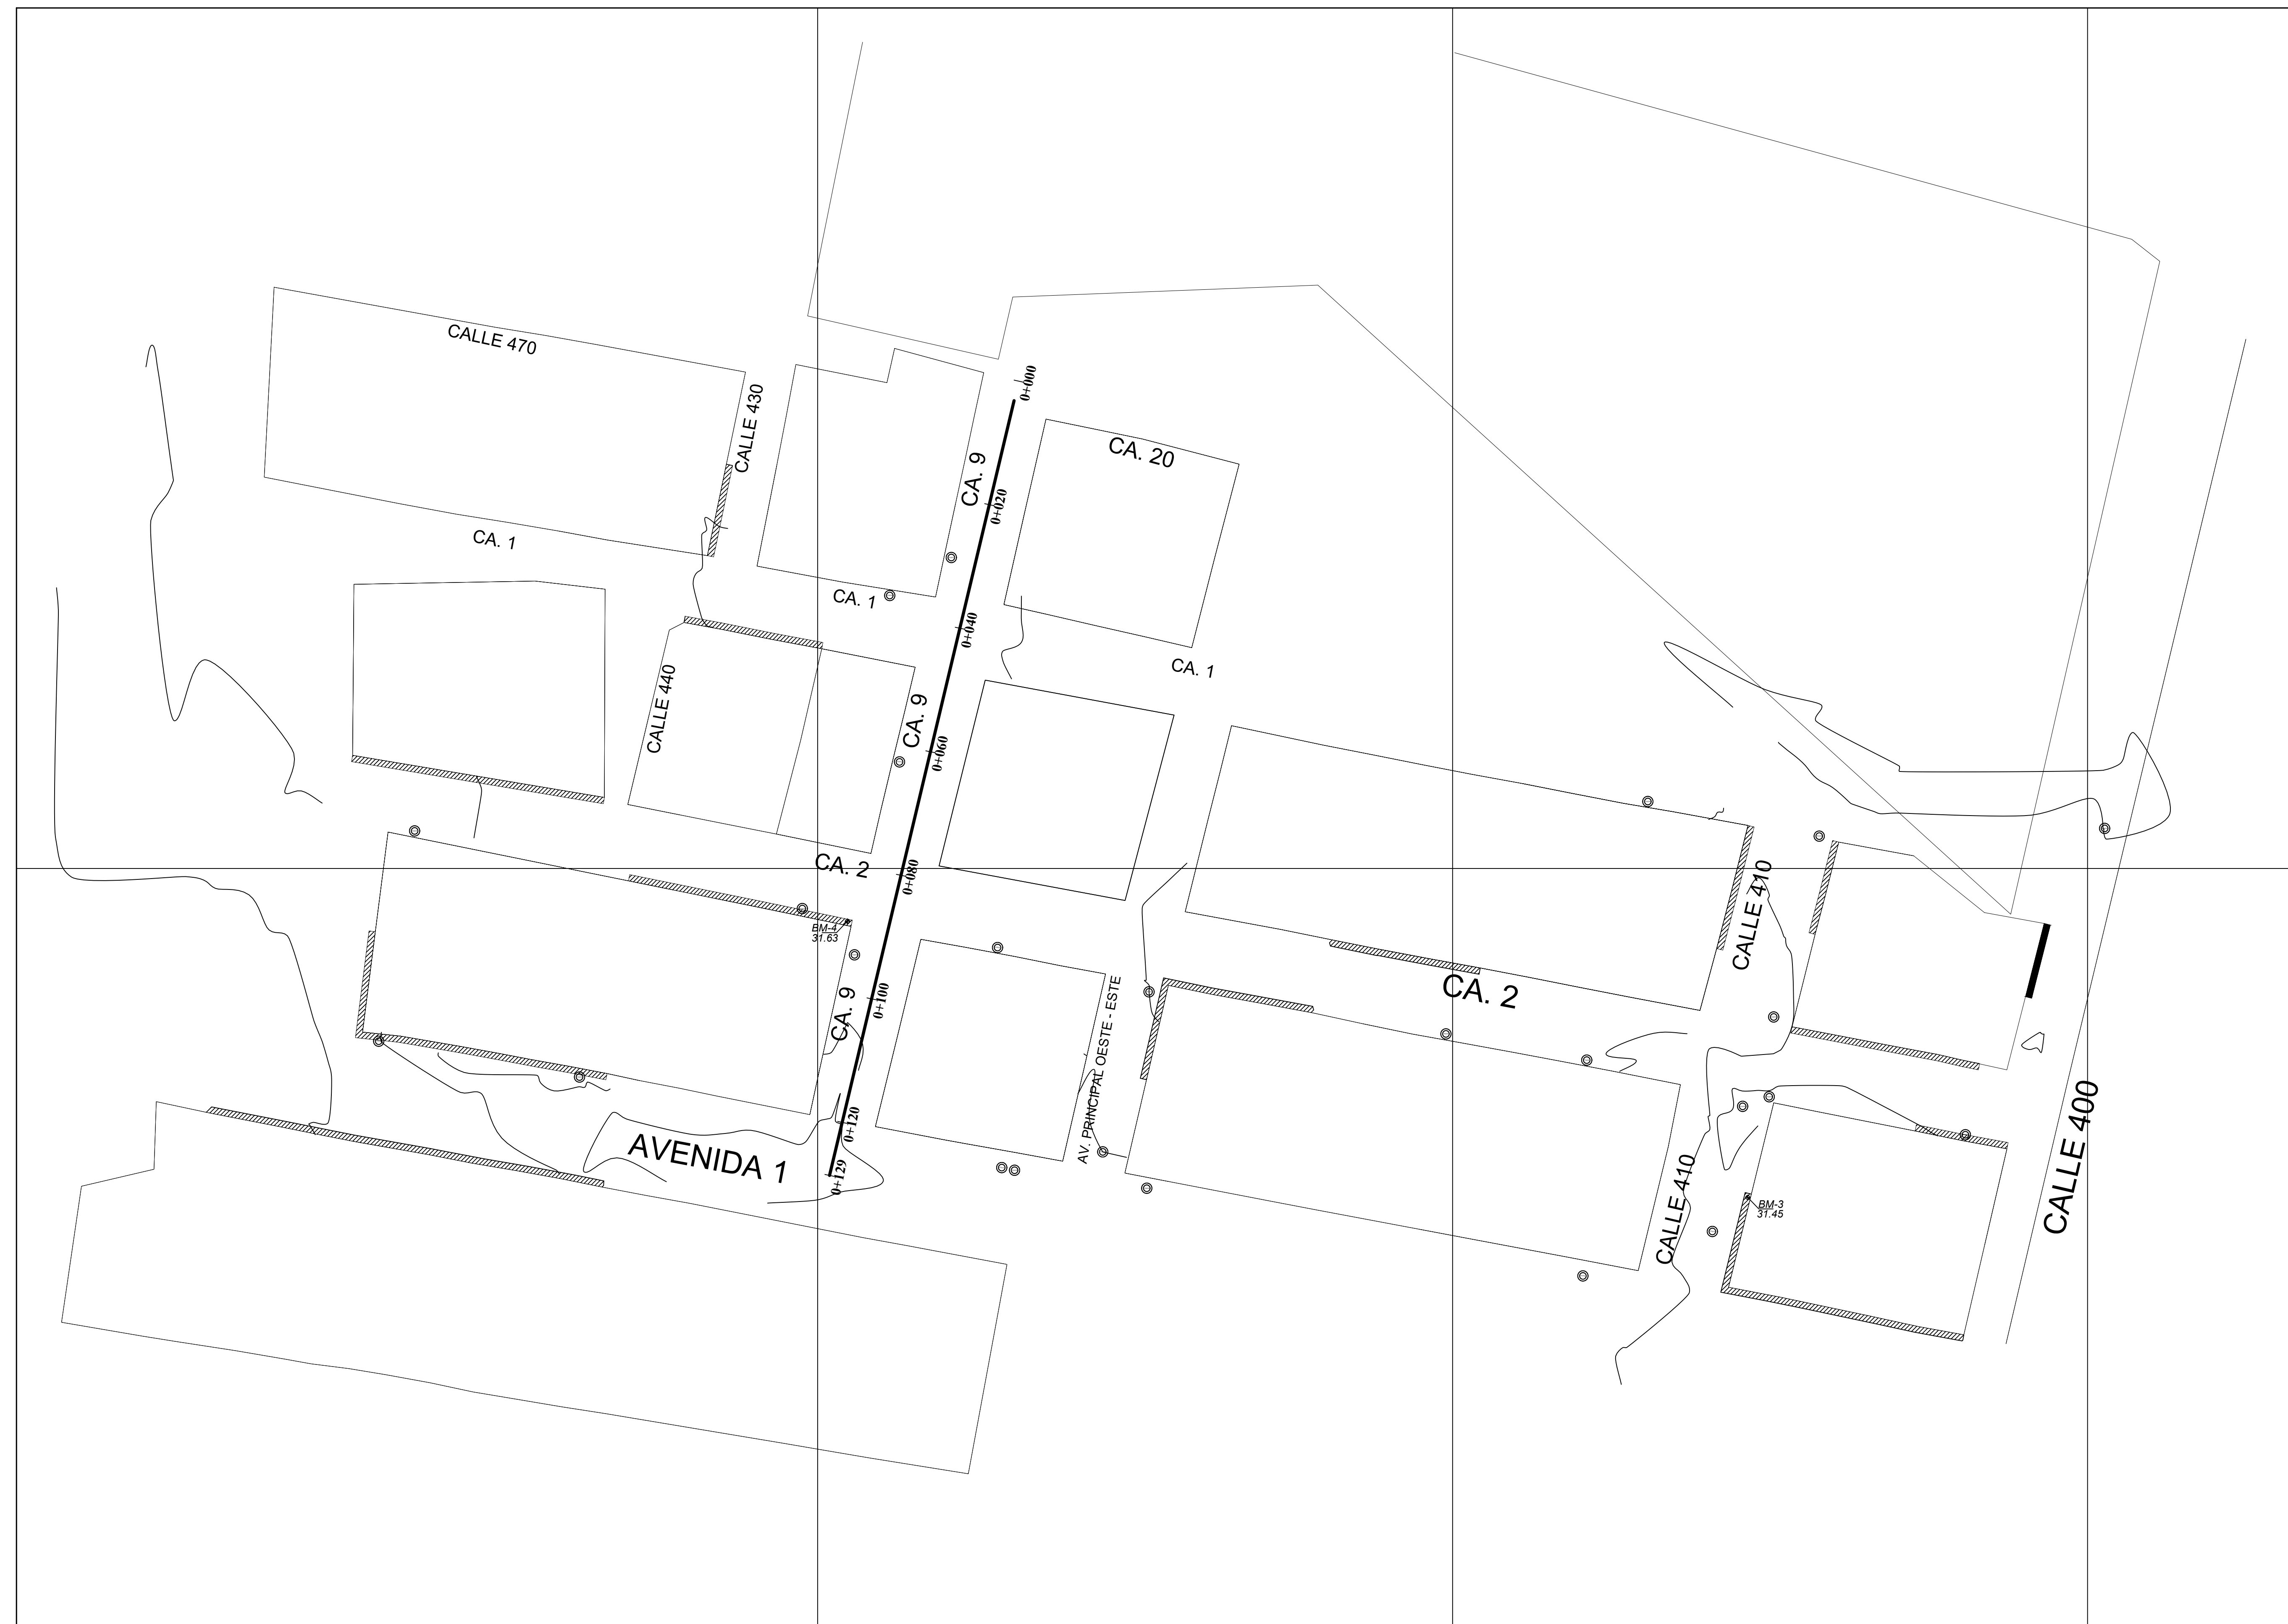 CALLE 470
0+000
CALLE 430
CA. 20
CA. 9
0+020
CA. 1
CA. 1
0+040
CA. 1
CALLE 440
CA. 9
0+060
CA. 2
0+080
CALLE 410
BM-4
31.63
CA. 2
0+100
CA. 9
AV. PRINCIPAL OESTE - ESTE
0+120
AVENIDA 1
0+129
CALLE 400
CALLE 410
BM-3
31.45